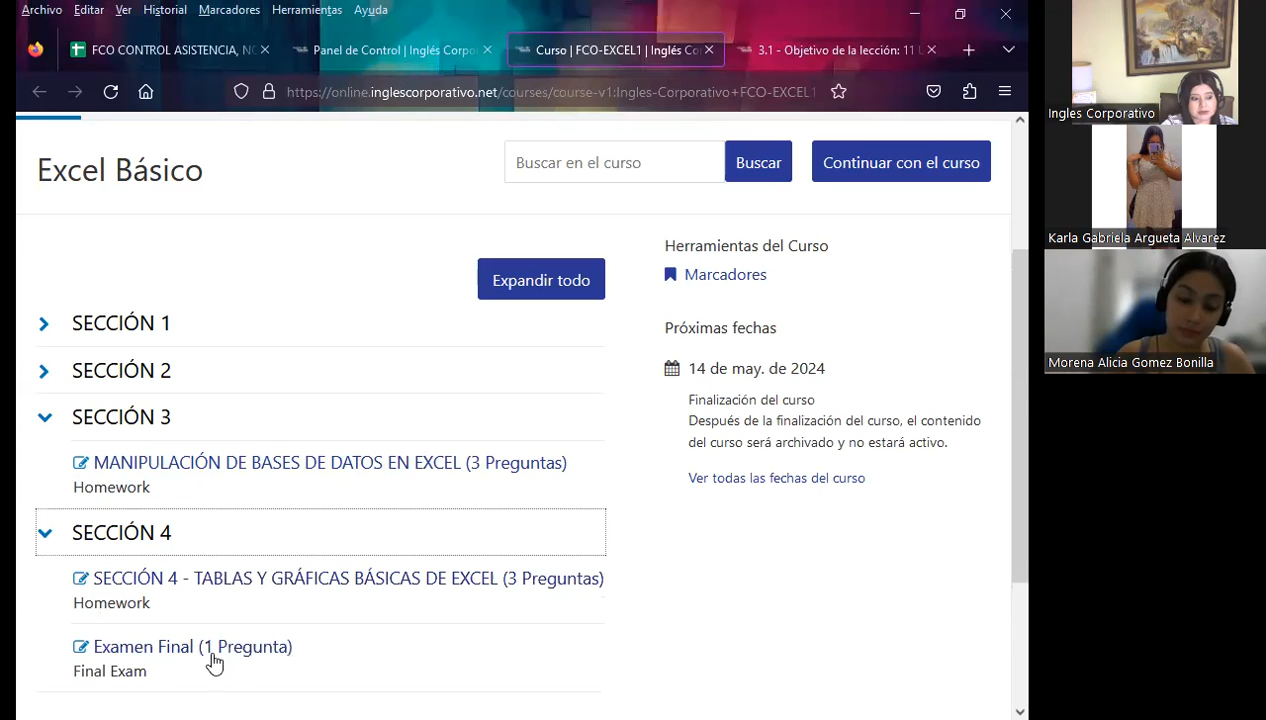 Archivo Editar Ver Historial Marcadores Herramientas Ayuda
FCO CONTROL ASISTENCIA, NO
Panel de Control | Inglés Corpo
Curso | FCO-EXCEL1 | Inglés Co
3.1 - Objetivo de la lección: 11
https://online.inglescorporativo.net/courses/course-v1:Ingles-Corporativo+FCO-EXCEL1
Excel Básico
Buscar en el curso
Buscar
Continuar con el curso
Expandir todo
SECCIÓN 1
SECCIÓN 2
SECCIÓN 3
MANIPULACIÓN DE BASES DE DATOS EN EXCEL (3 Preguntas)
Homework
SECCIÓN 4
SECCIÓN 4 - TABLAS Y GRÁFICAS BÁSICAS DE EXCEL (3 Preguntas)
Homework
Examen Final (1 Pregunta)
Final Exam
Herramientas del Curso
Marcadores
Próximas fechas
14 de may. de 2024
Finalización del curso
Después de la finalización del curso, el contenido
del curso será archivado y no estará activo.
Ver todas las fechas del curso
Ingles Corporativo
Karla Gabriela Argueta Alvarez
Morena Alicia Gomez Bonilla